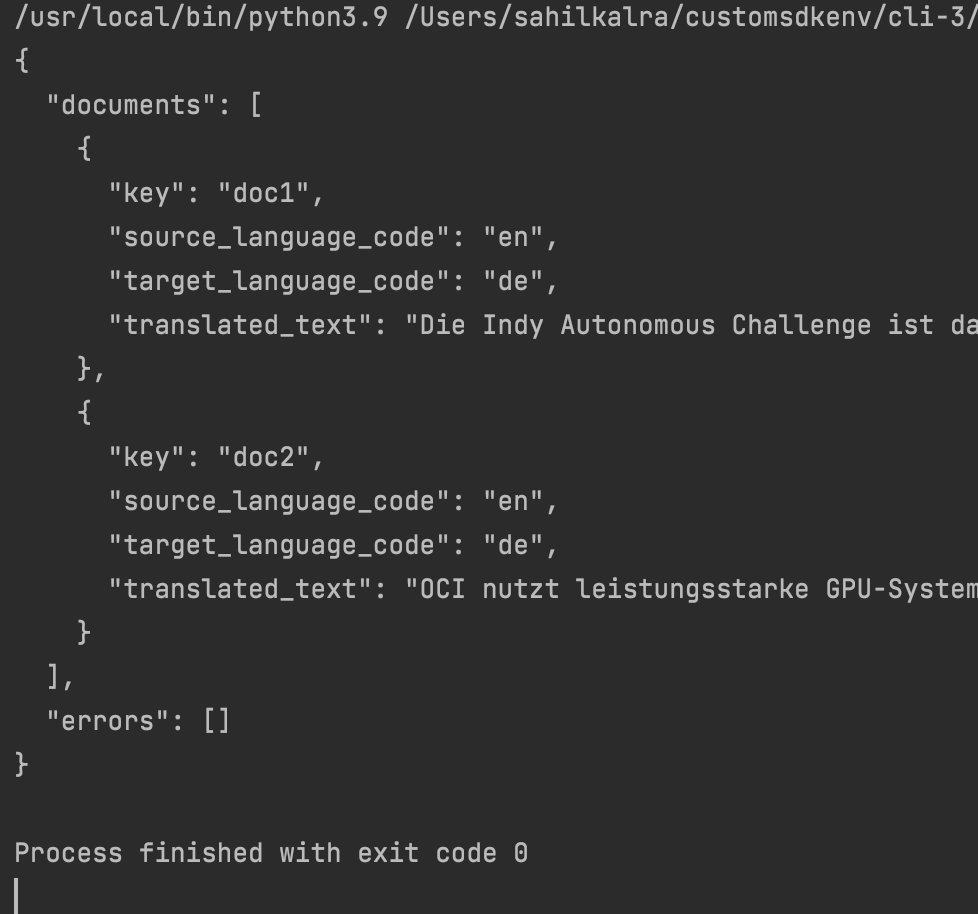 /usr/local/bin/python3.9 /Users/sahilkalra/customsdkenv/cli-3/
{
  "documents": [
    {
      "key": "doc1",
      "source_language_code": "en",
      "target_language_code": "de",
      "translated_text": "Die Indy Autonomous Challenge ist da
    },
    {
      "key": "doc2",
      "source_language_code": "en",
      "target_language_code": "de",
      "translated_text": "OCI nutzt leistungsstarke GPU-System
    }
  ],
  "errors": []
}
Process finished with exit code 0